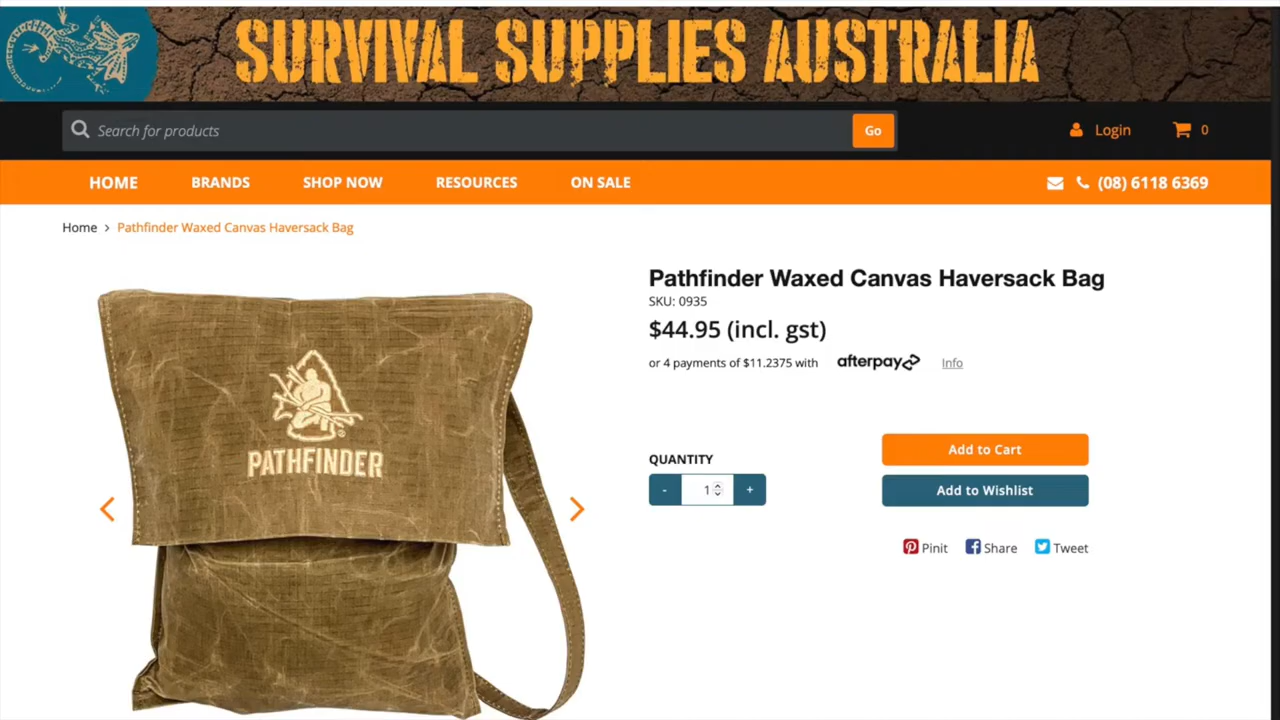 SURVIVAL SUPPLIES AUSTRALIA
Search for products
Go
Login
0
HOME
BRANDS
SHOP NOW
RESOURCES
ON SALE
(08) 6118 6369
Home > Pathfinder Waxed Canvas Haversack Bag
Pathfinder Waxed Canvas Haversack Bag
SKU: 0935
$44.95 (incl. gst)
or 4 payments of $11.2375 with afterpay Info
QUANTITY
- 1 +
Add to Cart
Add to Wishlist
Pinit Share Tweet
PATHFINDER